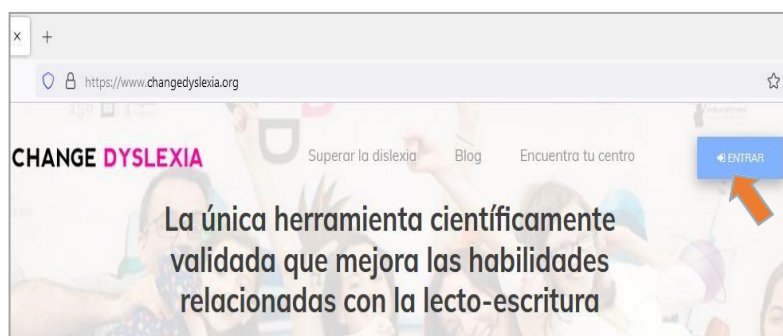 https://www.changedyslexia.org
CHANGE DYSLEXIA Superar la dislexia Blog Encuentra tu centro ENTRAR
La única herramienta científicamente
validada que mejora las habilidades
relacionadas con la lecto-escritura